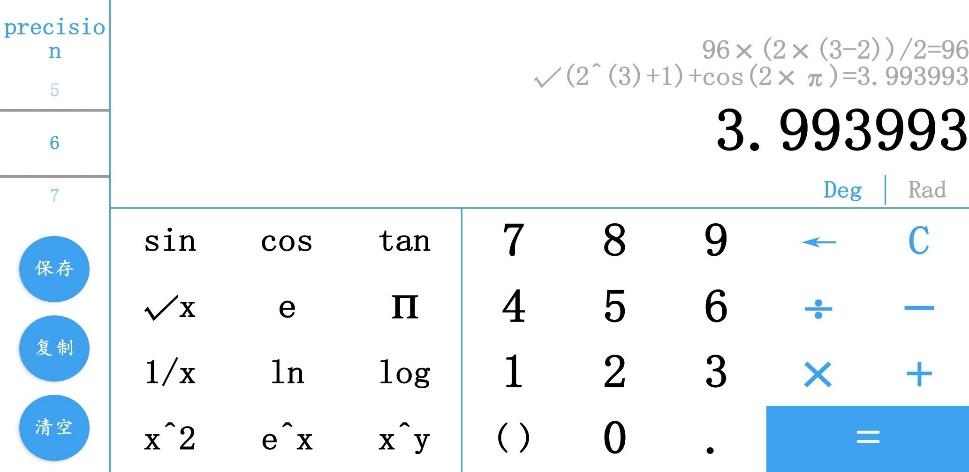 precisio
n
5
6
7
保存
复制
清空
96×(2×(3-2))/2=96
√(2^(3)+1)+cos(2×π)=3.993993
3.993993
Deg Rad
sin cos tan 7 8 9 ← C
√x e Π 4 5 6 ÷ −
1/x ln log 1 2 3 × +
x^2 e^x x^y () 0 . =